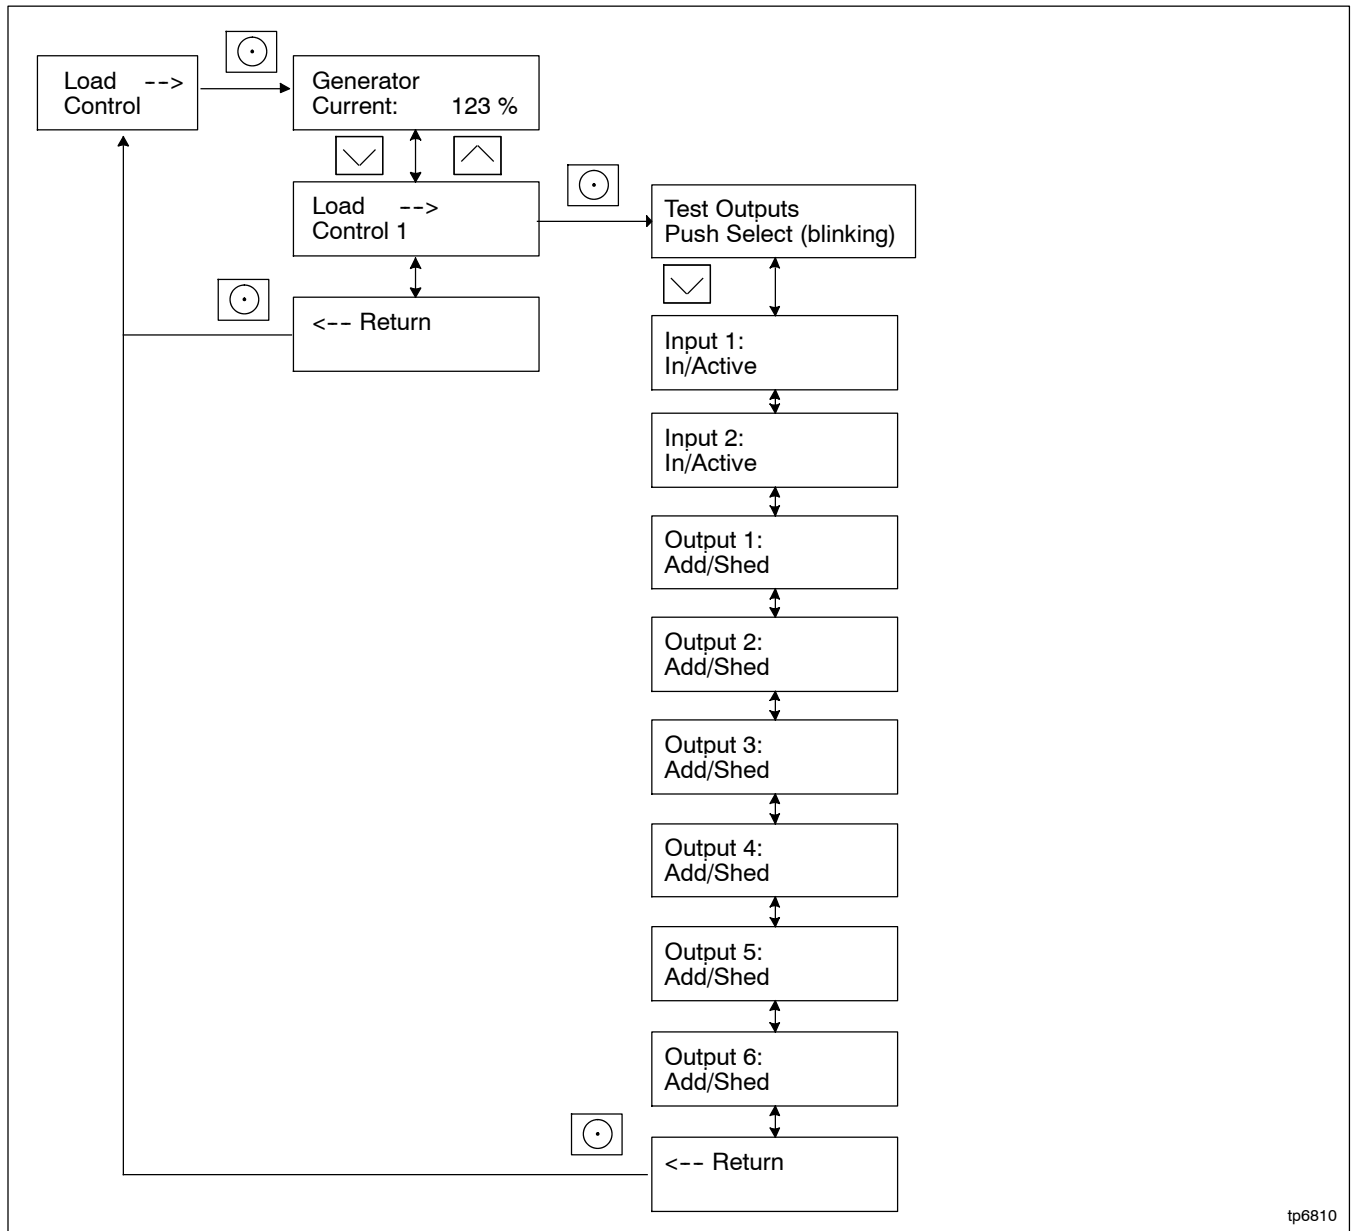 Load -->
Control
Generator
Current: 123 %
Load -->
Control 1
<-- Return
Test Outputs
Push Select (blinking)
Input 1:
In/Active
Input 2:
In/Active
Output 1:
Add/Shed
Output 2:
Add/Shed
Output 3:
Add/Shed
Output 4:
Add/Shed
Output 5:
Add/Shed
Output 6:
Add/Shed
<-- Return
tp6810